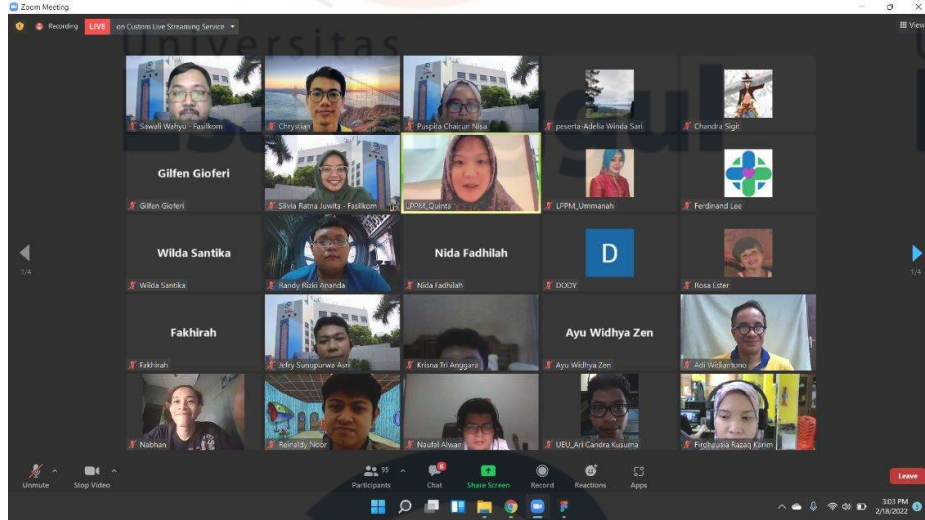 Zoom Meeting
Recording LIVE on Custom Live Streaming Service View
Universitas
Sawali Wahyu - Fasilkom
Chrystian
Puspita Chairun Nisa
peserta-Adelia Winda Sari
Chandra Sigit
Gilfen Gioferi
Gilfen Gioferi
Silvia Ratna Juwita - Fasilkom
LPPM_Quinta
LPPM_Ummanah
Ferdinand Lee
1/4
Wilda Santika
Wilda Santika
Randy Rizki Ananda
Nida Fadhilah
Nida Fadhilah
D
DODY
Rosa Ester
1/4
Fakhirah
Fakhirah
Jefry Sunupurwa Asri
Krisna Tri Anggara
Ayu Widhya Zen
Ayu Widhya Zen
Adi Widiantono
Nabhan
Reinaldy Noor
Naufal Alwan
UEU_Ari Candra Kusuma
Firdhausia Razaq Karim
Unmute
Stop Video
95
Participants
6
Chat
Share Screen
Record
Reactions
Apps
Leave
3:03 PM
2/18/2022